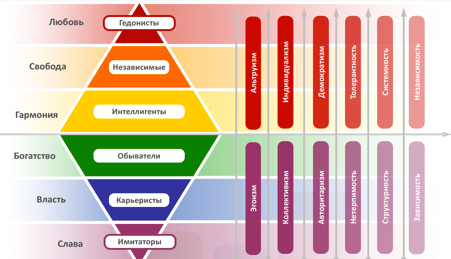 Любовь
Гедонисты
Свобода
Независимые
Гармония
Интеллигенты
Богатство
Обыватели
Власть
Карьеристы
Слава
Имитаторы
Альтруизм
Индивидуализм
Демократизм
Толерантность
Системность
Независимость
Эгоизм
Коллективизм
Авторитаризм
Нетерпимость
Структурность
Зависимость